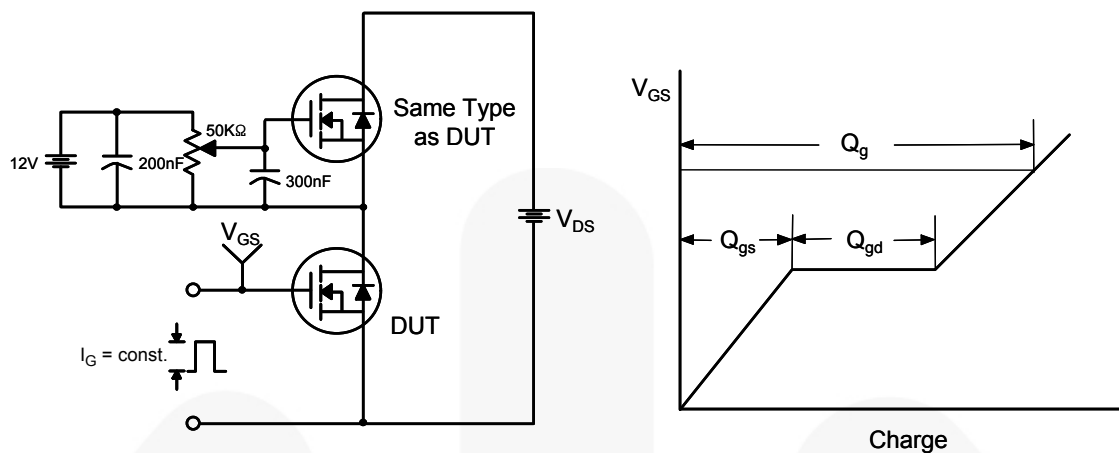 Same Type
as DUT
50KΩ
12V
200nF
300nF
V_GS
V_DS
DUT
I_G = const.
V_GS
Q_g
Q_gs
Q_gd
Charge